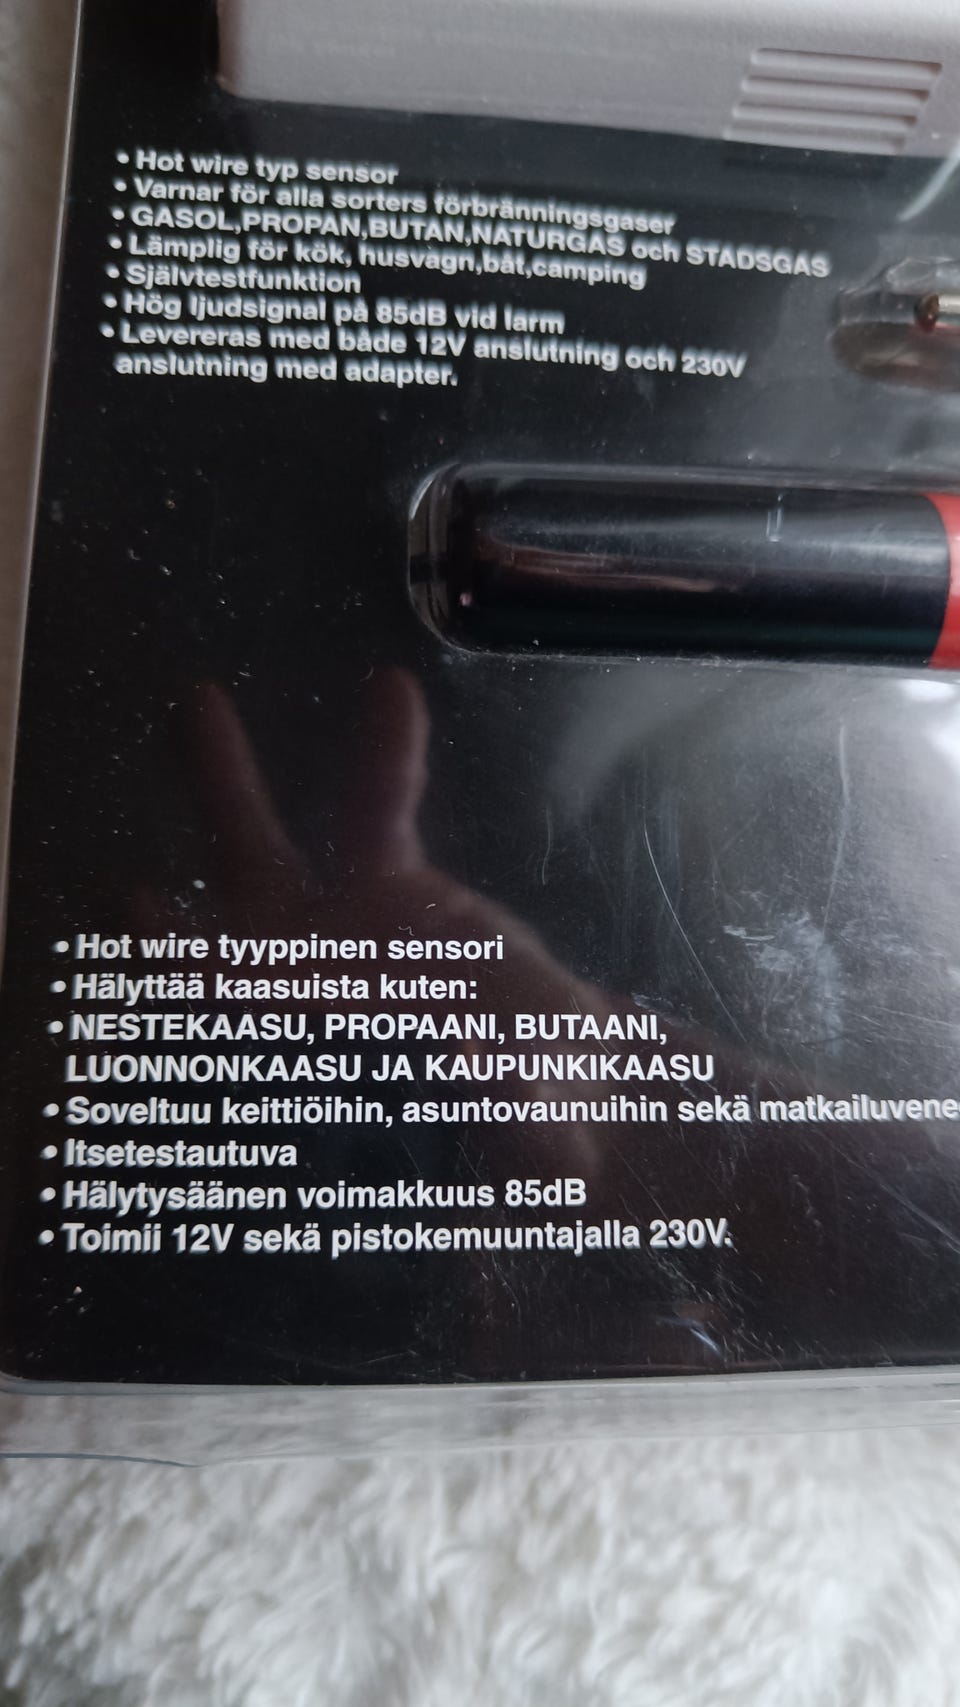 • Hot wire typ sensor
• Varnar för alla sorters förbränningsgaser
• GASOL,PROPAN,BUTAN,NATURGAS och STADSGAS
• Lämplig för kök, husvagn,båt,camping
• Självtestfunktion
• Hög ljudsignal på 85dB vid larm
• Levereras med både 12V anslutning och 230V
anslutning med adapter.
• Hot wire tyyppinen sensori
• Hälyttää kaasuista kuten:
• NESTEKAASU, PROPAANI, BUTAANI,
LUONNONKAASU JA KAUPUNKIKAASU
• Soveltuu keittiöihin, asuntovaunuihin sekä matkailuvene
• Itsetestautuva
• Hälytysäänen voimakkuus 85dB
• Toimii 12V sekä pistokemuuntajalla 230V.